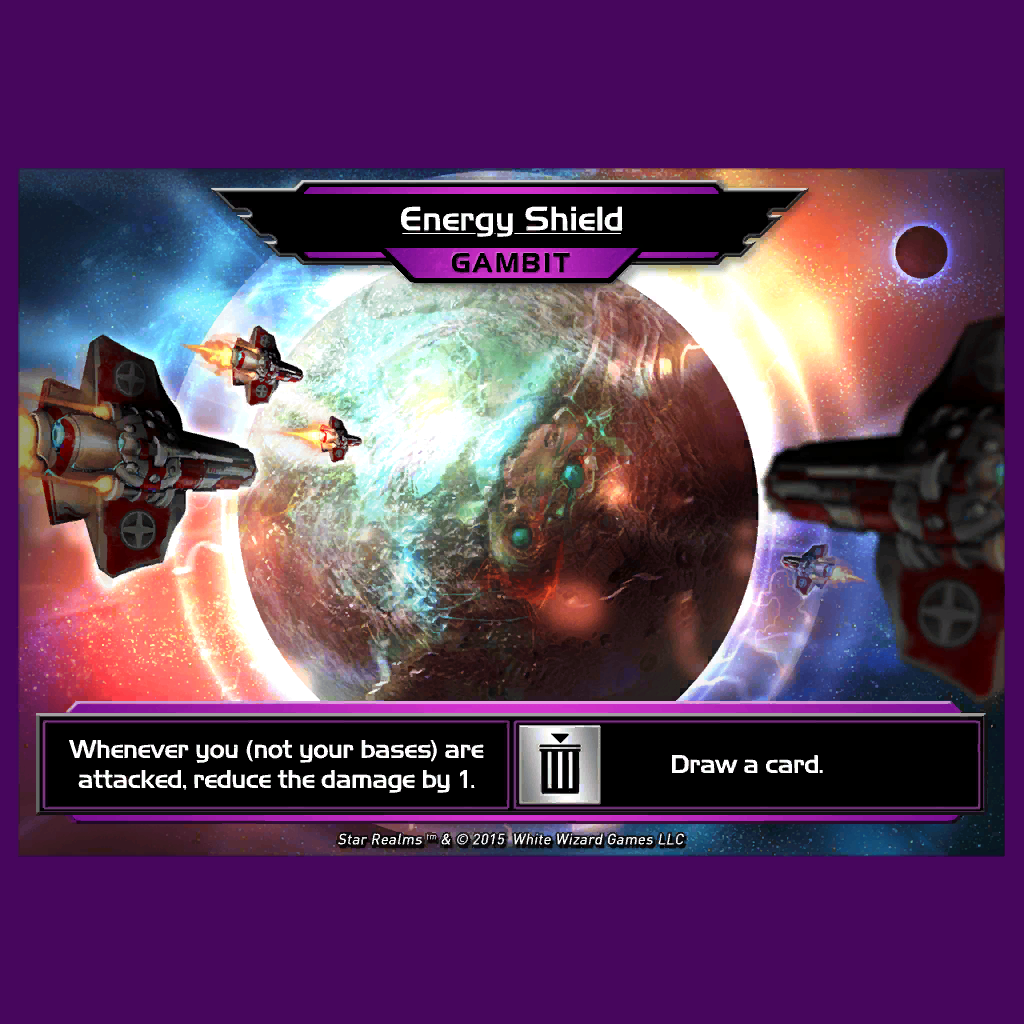 Energy Shield
GAMBIT
Whenever you (not your bases) are
attacked, reduce the damage by 1.
Draw a card.
Star Realms™ & © 2015 White Wizard Games LLC